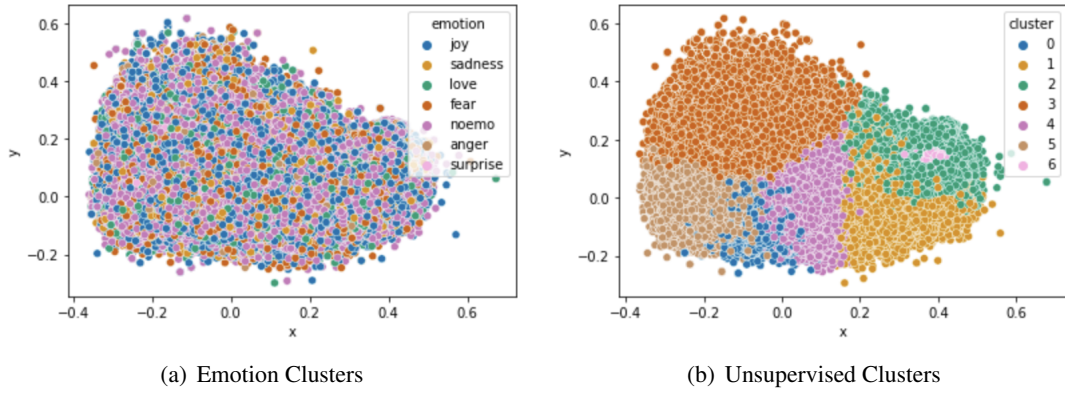 emotion
joy
sadness
love
fear
noemo
anger
surprise
0.6
0.4
0.2
0.0
−0.2
y
−0.4
−0.2
0.0
0.2
0.4
0.6
x
(a) Emotion Clusters
cluster
0
1
2
3
4
5
6
0.6
0.4
0.2
0.0
−0.2
y
−0.4
−0.2
0.0
0.2
0.4
0.6
x
(b) Unsupervised Clusters